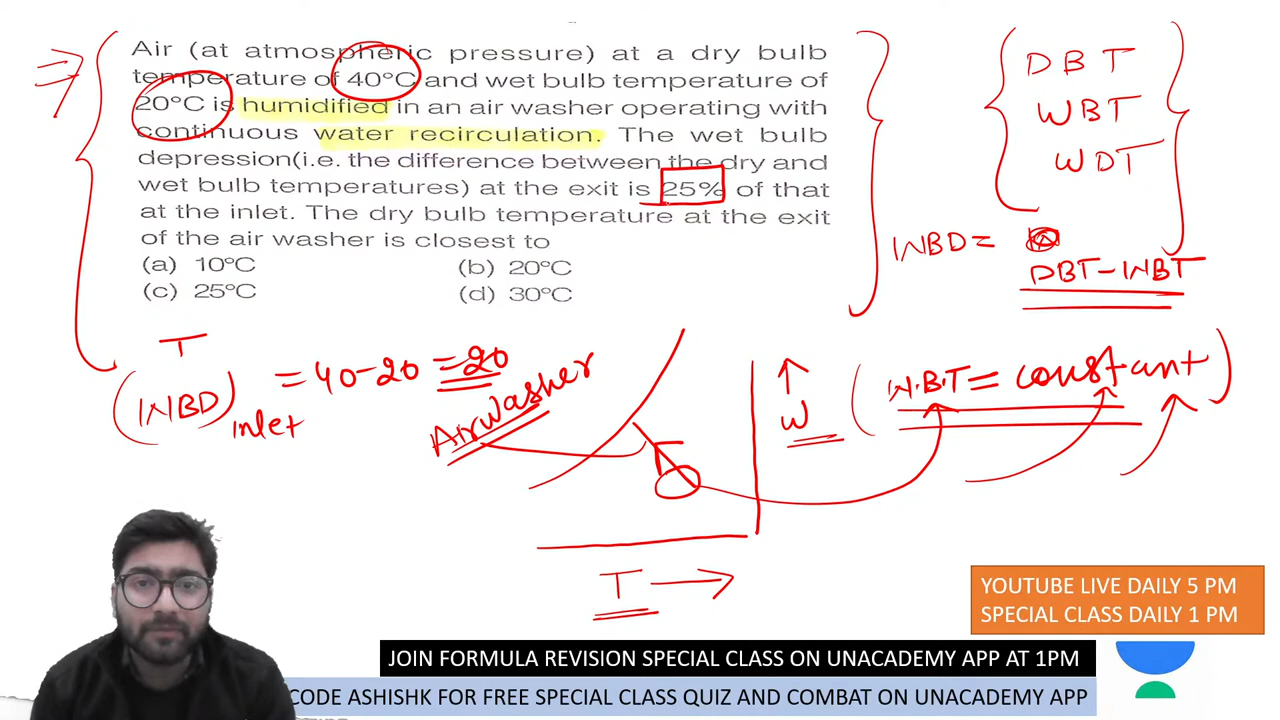 Air (at atmospheric pressure) at a dry bulb
temperature of 40°C and wet bulb temperature of
20°C is humidified in an air washer operating with
continuous water recirculation. The wet bulb
depression(i.e. the difference between the dry and
wet bulb temperatures) at the exit is 25% of that
at the inlet. The dry bulb temperature at the exit
of the air washer is closest to
(a) 10°C (b) 20°C
(c) 25°C (d) 30°C
DBT
WBT
WDT
WBD =
DBT-WBT
T
(WBD)inlet = 40-20 = 20
Air washer
W
(W.B.T = constant)
T
YOUTUBE LIVE DAILY 5 PM
SPECIAL CLASS DAILY 1 PM
JOIN FORMULA REVISION SPECIAL CLASS ON UNACADEMY APP AT 1PM
CODE ASHISHK FOR FREE SPECIAL CLASS QUIZ AND COMBAT ON UNACADEMY APP